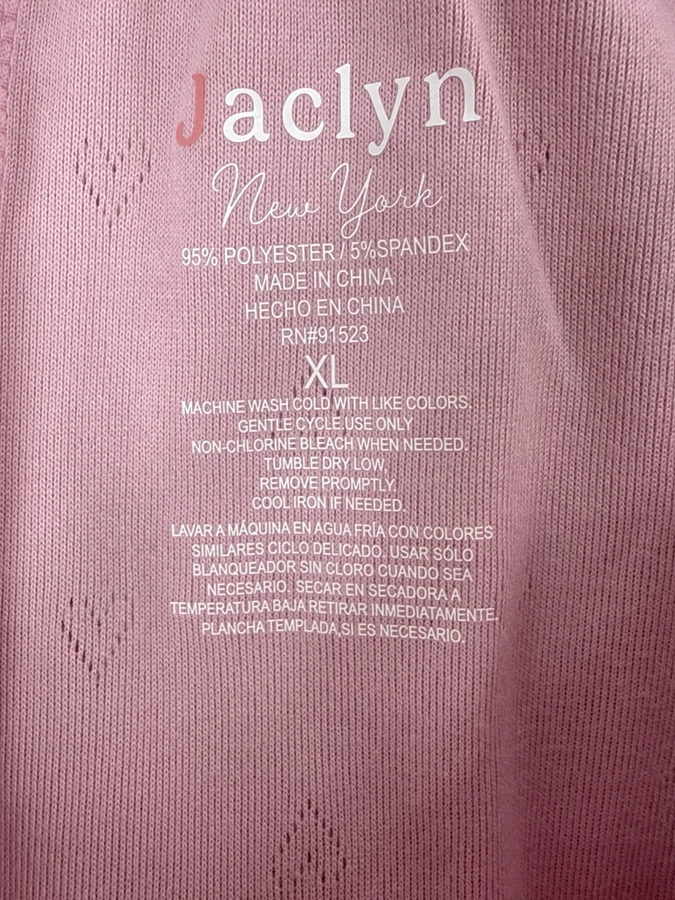 Jaclyn
New York
95% POLYESTER / 5%SPANDEX
MADE IN CHINA
HECHO EN CHINA
RN#91523
XL
MACHINE WASH COLD WITH LIKE COLORS.
GENTLE CYCLE.USE ONLY
NON-CHLORINE BLEACH WHEN NEEDED.
TUMBLE DRY LOW,
REMOVE PROMPTLY.
COOL IRON IF NEEDED.
LAVAR A MÁQUINA EN AGUA FRÍA CON COLORES
SIMILARES CICLO DELICADO. USAR SÓLO
BLANQUEADOR SIN CLORO CUANDO SEA
NECESARIO. SECAR EN SECADORA A
TEMPERATURA BAJA RETIRAR INMEDIATAMENTE.
PLANCHA TEMPLADA,SI ES NECESARIO.